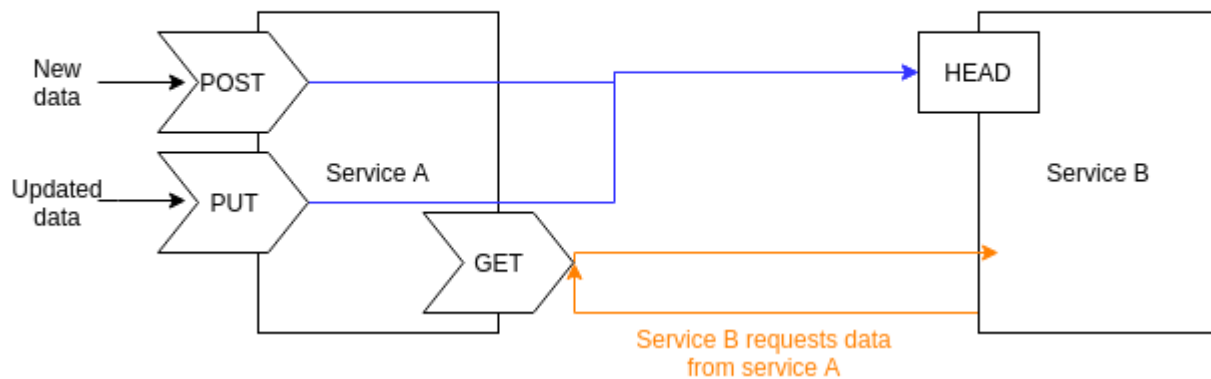 New
data
POST
HEAD
Updated
data
PUT
Service A
Service B
GET
Service B requests data
from service A